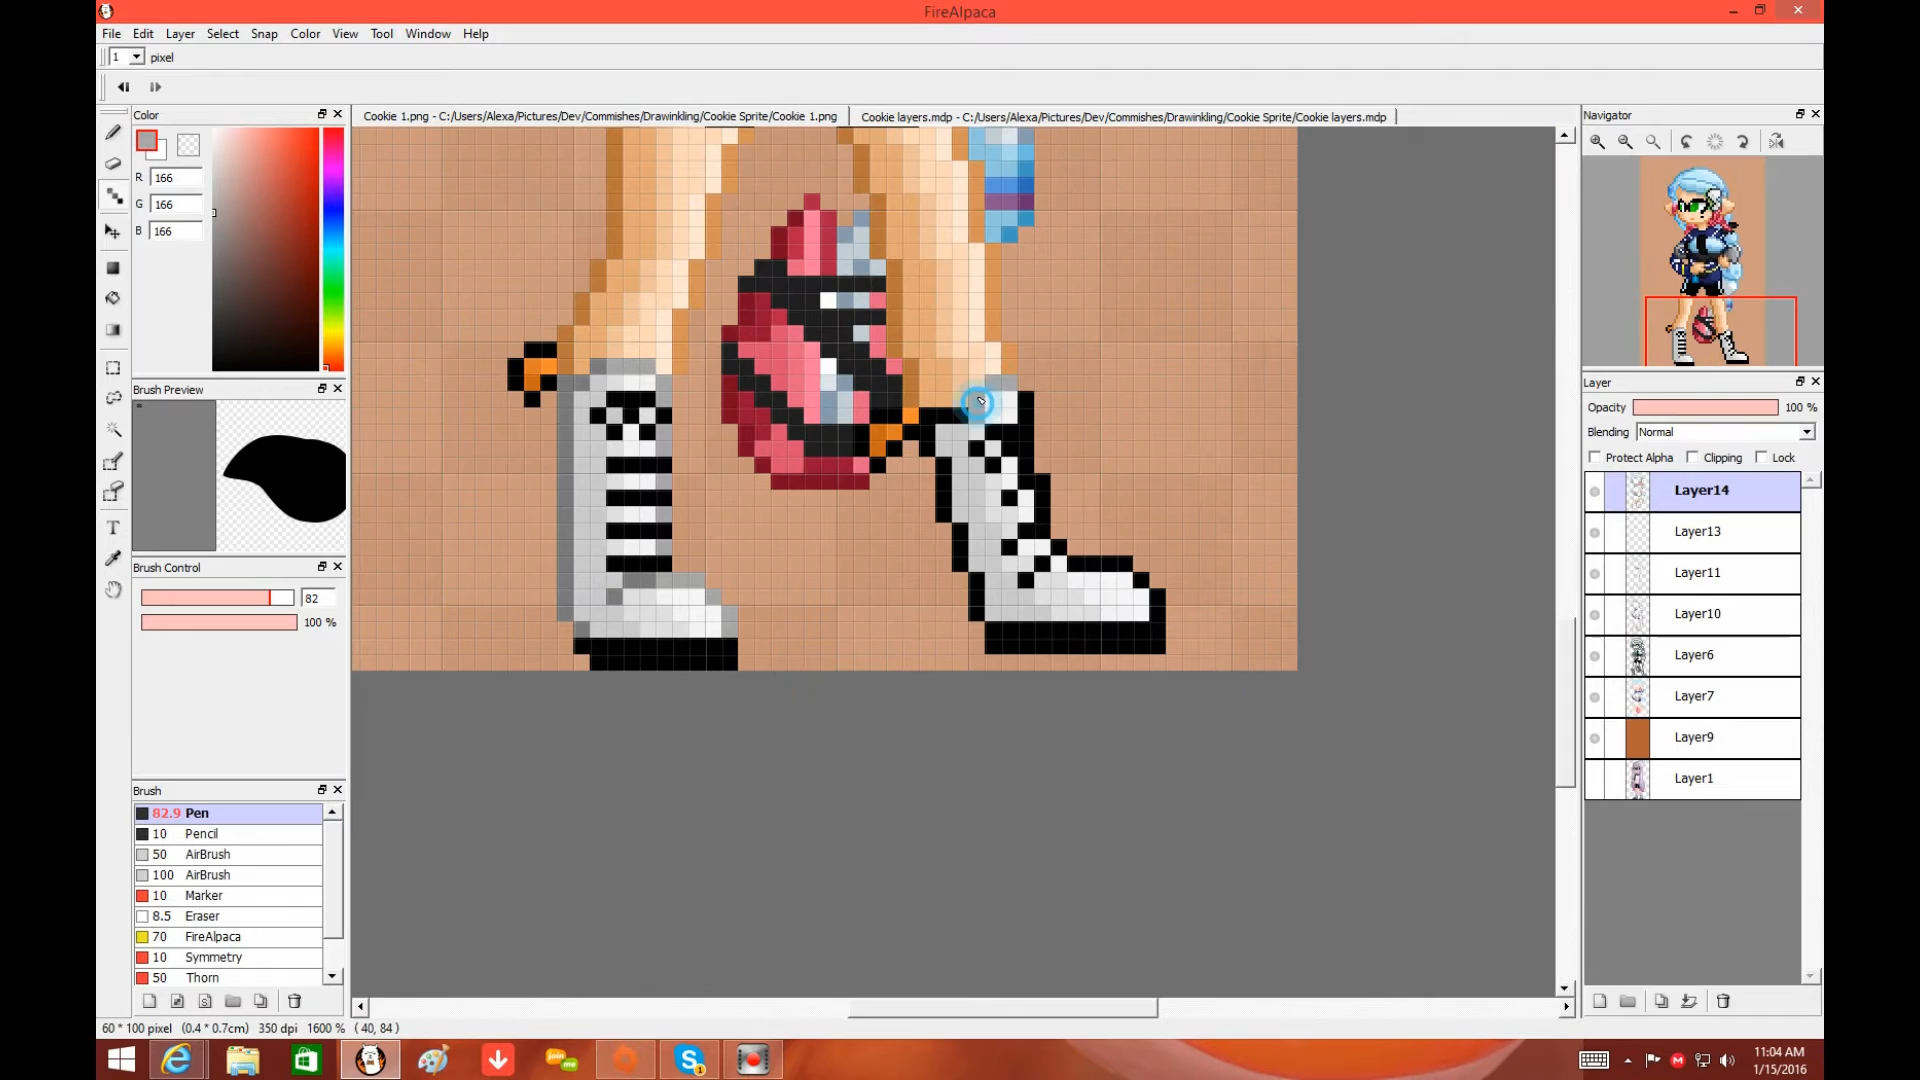 FireAlpaca
File Edit View Layer Select Snap Color View Tool Window Help
1 pixel
Color
Cookie 1.png - C:/Users/Alexa/Pictures/Dev/Commishes/Drawinkling/Cookie Sprite/Cookie 1.png
Cookie layers.mdp - C:/Users/Alexa/Pictures/Dev/Commishes/Drawinkling/Cookie Sprite/Cookie layers.mdp
Navigator
R 166
G 166
B 166
Brush Preview
Layer
Opacity 100 %
Blending Normal
Protect Alpha Clipping Lock
Layer14
Layer13
Layer11
Layer10
Layer6
Layer7
Layer9
Layer1
T
Brush Control
82
100 %
Brush
82.9 Pen
10 Pencil
50 AirBrush
100 AirBrush
10 Marker
8.5 Eraser
70 FireAlpaca
10 Symmetry
50 Thorn
60 * 100 pixel (0.4 * 0.7cm) 350 dpi 1600 % ( 40, 84 )
join me
11:04 AM
1/15/2016